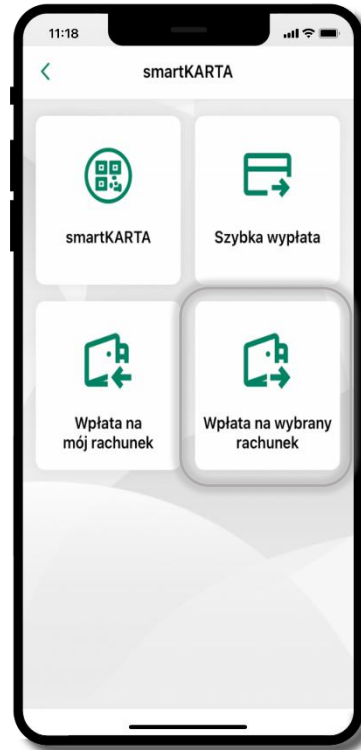 11:18
smartKARTA
smartKARTA
Szybka wypłata
Wpłata na
mój rachunek
Wpłata na wybrany
rachunek